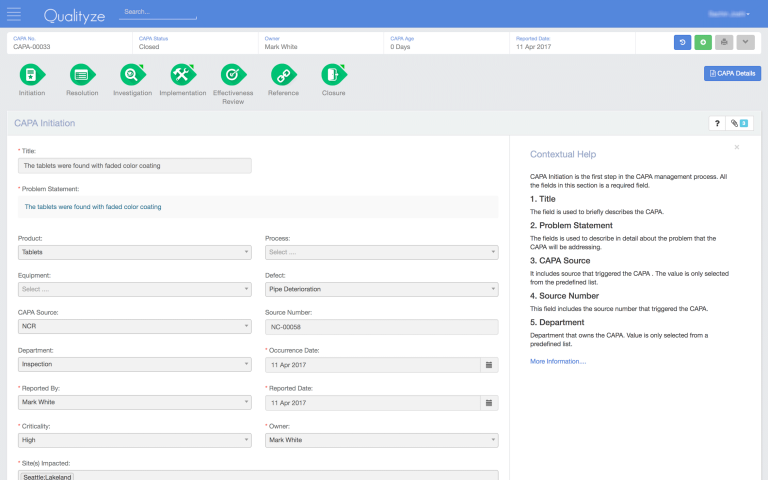 Qualityze
Search...
CAPA No.
CAPA-00033
CAPA Status
Closed
Owner
Mark White
CAPA Age
0 Days
Reported Date
11 Apr 2017
Initiation
Resolution
Investigation
Implementation
Effectiveness
Review
Reference
Closure
CAPA Details
CAPA Initiation
?
3
* Title:
The tablets were found with faded color coating
* Problem Statement:
The tablets were found with faded color coating
Product:
Tablets
Process:
Select ....
Equipment:
Select ....
Defect:
Pipe Deterioration
CAPA Source:
NCR
Source Number:
NC-00058
Department:
Inspection
* Occurrence Date:
11 Apr 2017
* Reported By:
Mark White
* Reported Date:
11 Apr 2017
* Criticality:
High
* Owner:
Mark White
* Site(s) Impacted:
Seattle;Lakeland
Contextual Help
×
CAPA Initiation is the first step in the CAPA management process. All
the fields in this section is a required field.
1. Title
The field is used to briefly describes the CAPA.
2. Problem Statement
The fields is used to describe in detail about the problem that the
CAPA will be addressing.
3. CAPA Source
It includes source that triggered the CAPA . The value is only selected
from the predefined list.
4. Source Number
This field includes the source number that triggered the CAPA.
5. Department
Department that owns the CAPA. Value is only selected from a
predefined list.
More Information....